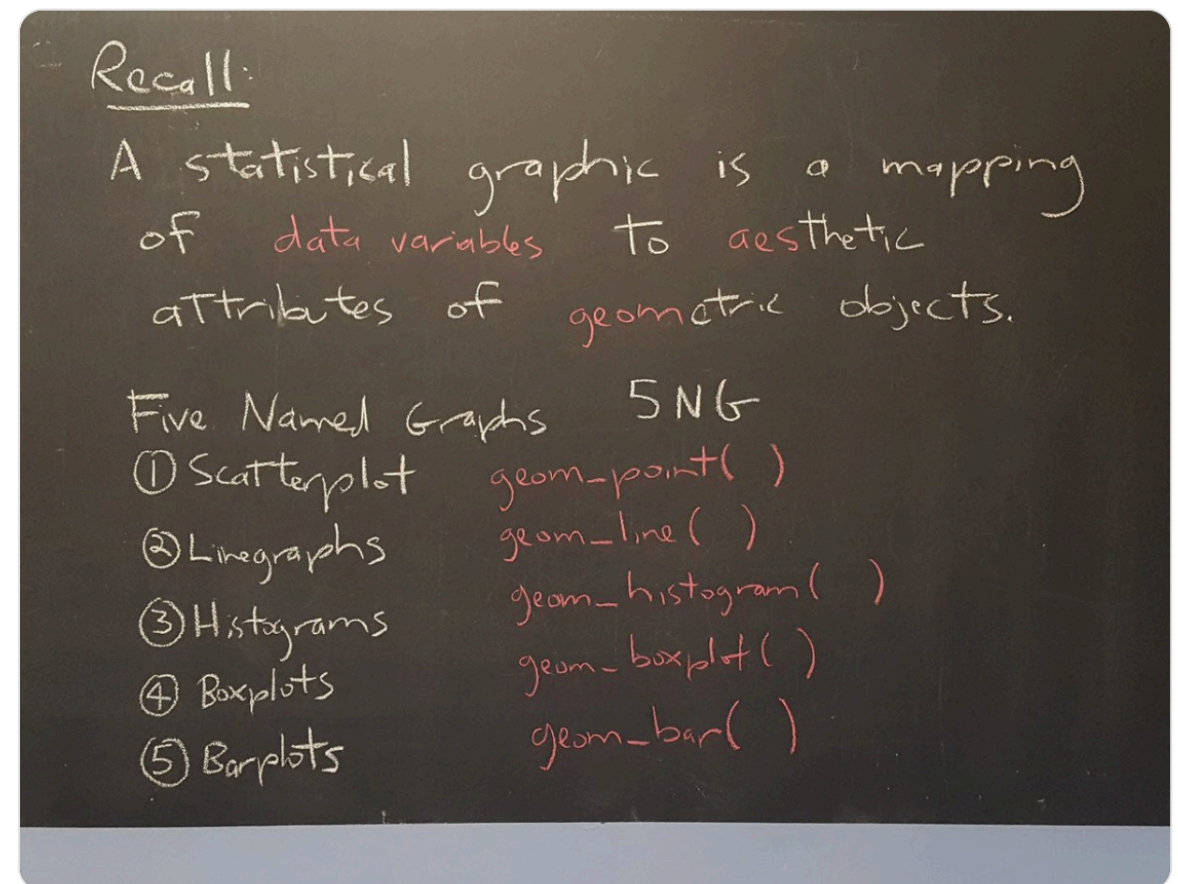 Recall:
A statistical graphic is a mapping
of data variables to aesthetic
attributes of geometric objects.
Five Named Graphs 5NG
① Scatterplot geom_point( )
② Linegraphs geom_line( )
③ Histograms geom_histogram( )
④ Boxplots geom_boxplot( )
⑤ Barplots geom_bar( )